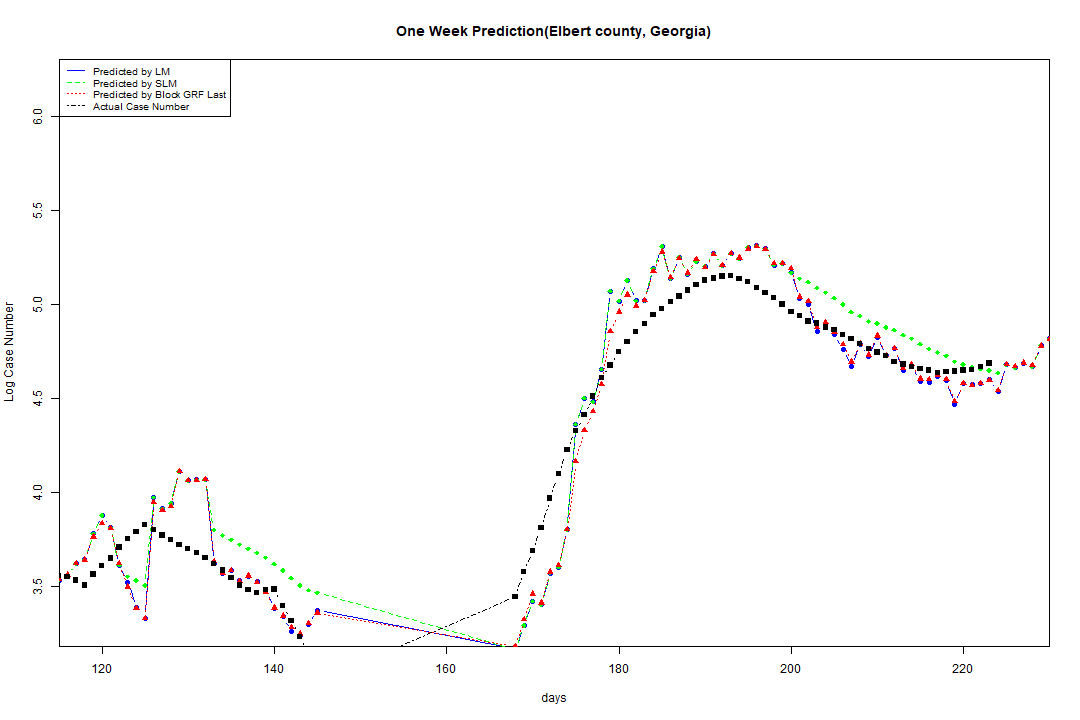 One Week Prediction(Elbert county, Georgia)
Predicted by LM
Predicted by SLM
Predicted by Block GRF Last
Actual Case Number
Log Case Number
6.0
5.5
5.0
4.5
4.0
3.5
120 140 160 180 200 220
days